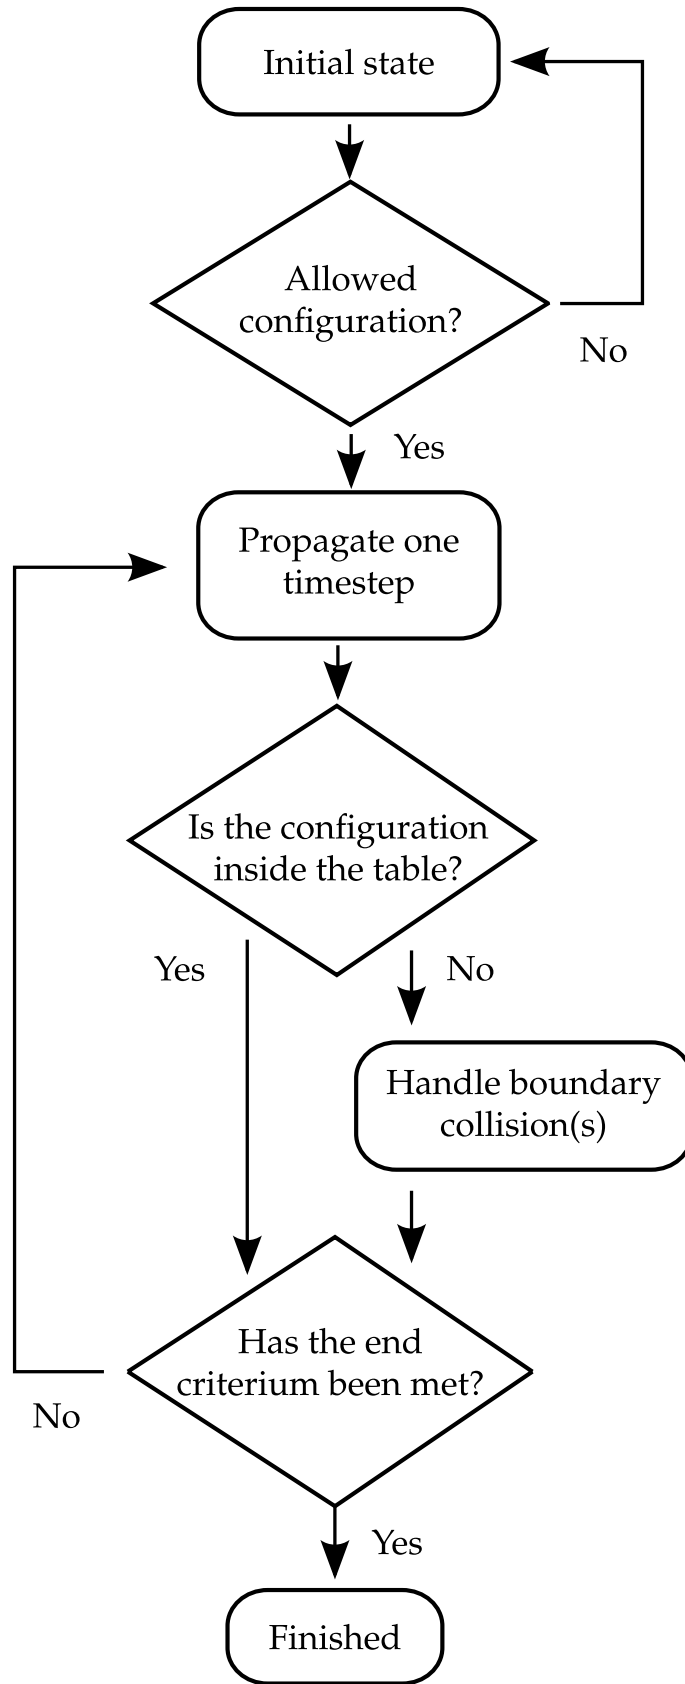 Initial state
Allowed
configuration?
No
Yes
Propagate one
timestep
Is the configuration
inside the table?
Yes
No
Handle boundary
collision(s)
Has the end
criterium been met?
No
Yes
Finished